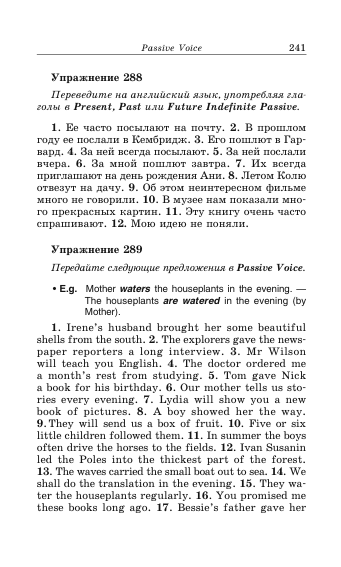 Passive Voice 241
Упражнение 288
Переведите на английский язык, употребляя гла-
голы в Present, Past или Future Indefinite Passive.
1. Ее часто посылают на почту. 2. В прошлом
году ее послали в Кембридж. 3. Его пошлют в Гар-
вард. 4. За ней всегда посылают. 5. За ней послали
вчера. 6. За мной пошлют завтра. 7. Их всегда
приглашают на день рождения Ани. 8. Летом Колю
отвезут на дачу. 9. Об этом неинтересном фильме
много не говорили. 10. В музее нам показали мно-
го прекрасных картин. 11. Эту книгу очень часто
спрашивают. 12. Мою идею не поняли.
Упражнение 289
Передайте следующие предложения в Passive Voice.
• E.g. Mother waters the houseplants in the evening. —
The houseplants are watered in the evening (by
Mother).
1. Irene's husband brought her some beautiful
shells from the south. 2. The explorers gave the news-
paper reporters a long interview. 3. Mr Wilson
will teach you English. 4. The doctor ordered me
a month's rest from studying. 5. Tom gave Nick
a book for his birthday. 6. Our mother tells us sto-
ries every evening. 7. Lydia will show you a new
book of pictures. 8. A boy showed her the way.
9. They will send us a box of fruit. 10. Five or six
little children followed them. 11. In summer the boys
often drive the horses to the fields. 12. Ivan Susanin
led the Poles into the thickest part of the forest.
13. The waves carried the small boat out to sea. 14. We
shall do the translation in the evening. 15. They wa-
ter the houseplants regularly. 16. You promised me
these books long ago. 17. Bessie's father gave her